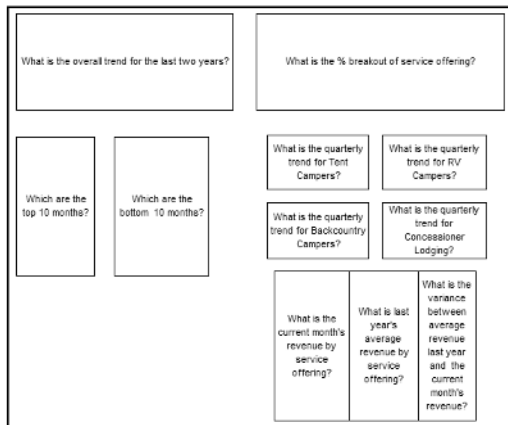 What is the overall trend for the last two years?
What is the % breakout of service offering?
Which are the
top 10 months?
Which are the
bottom 10 months?
What is the quarterly
trend for Tent
Campers?
What is the quarterly
trend for RV
Campers?
What is the quarterly
trend for Backcountry
Campers?
What is the quarterly
trend for
Concessioner
Lodging?
What is the
current month's
revenue by
service
offering?
What is last
year's
average
revenue by
service
offering?
What is the
variance
between
average
revenue
last year
and the
current
month's
revenue?